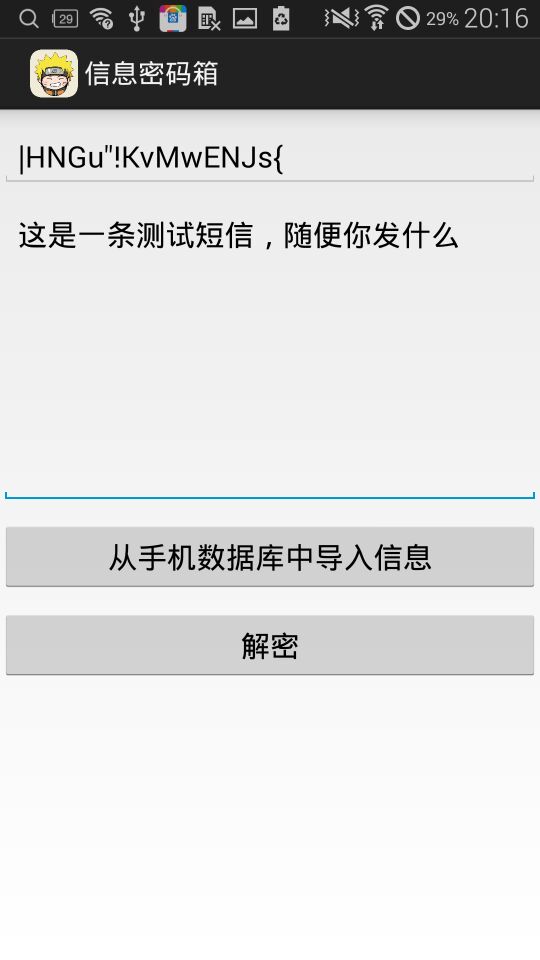 29 29% 20:16
信息密码箱
|HNGu"!KvMwENJs{
这是一条测试短信，随便你发什么
从手机数据库中导入信息
解密